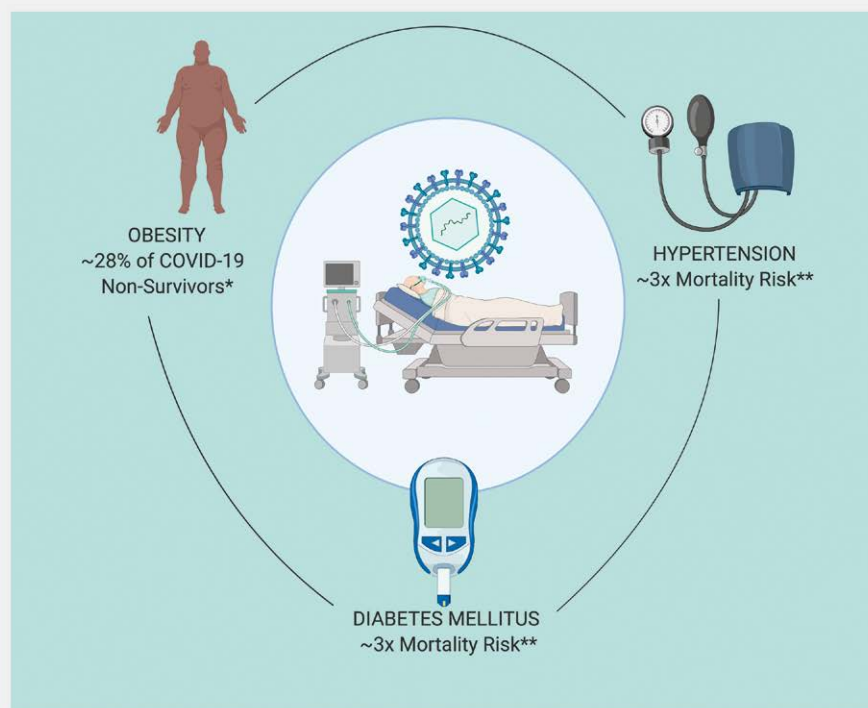 OBESITY
~28% of COVID-19
Non-Survivors*
HYPERTENSION
~3x Mortality Risk**
DIABETES MELLITUS
~3x Mortality Risk**